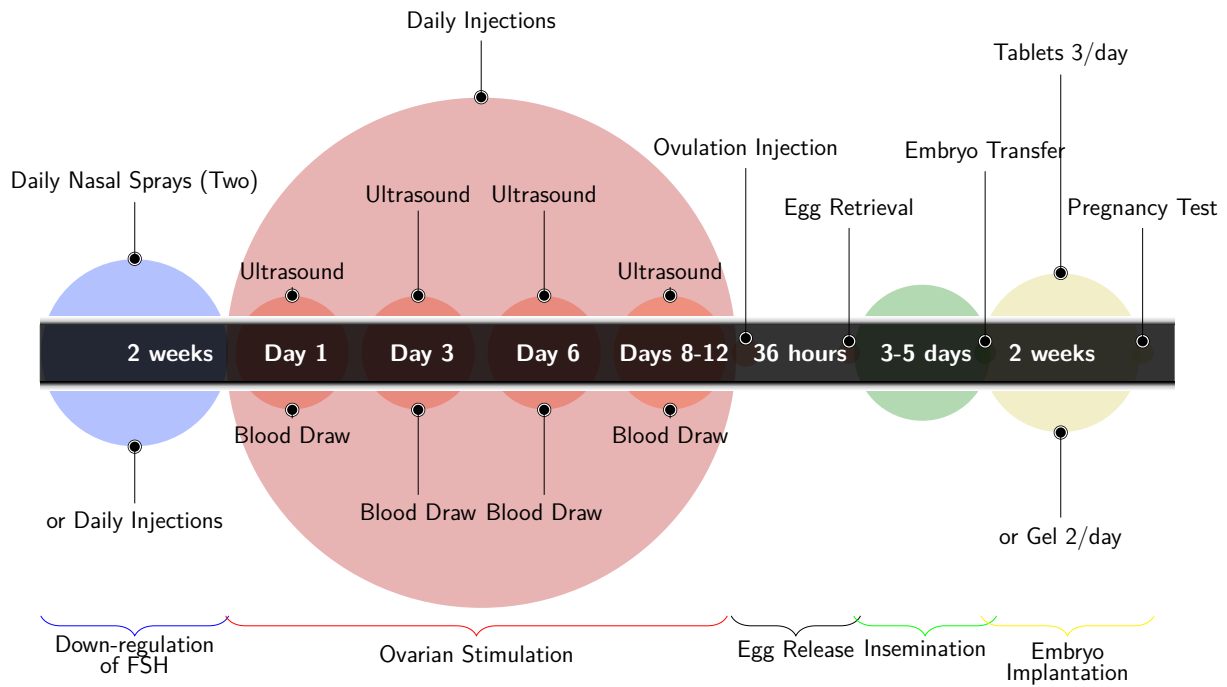 Daily Injections
Tablets 3/day
Ovulation Injection
Embryo Transfer
Daily Nasal Sprays (Two)
Ultrasound
Ultrasound
Egg Retrieval
Pregnancy Test
Ultrasound
Ultrasound
2 weeks
Day 1
Day 3
Day 6
Days 8-12
36 hours
3-5 days
2 weeks
Blood Draw
Blood Draw
Blood Draw
Blood Draw
or Daily Injections
or Gel 2/day
Down-regulation
of FSH
Ovarian Stimulation
Egg Release
Insemination
Embryo
Implantation